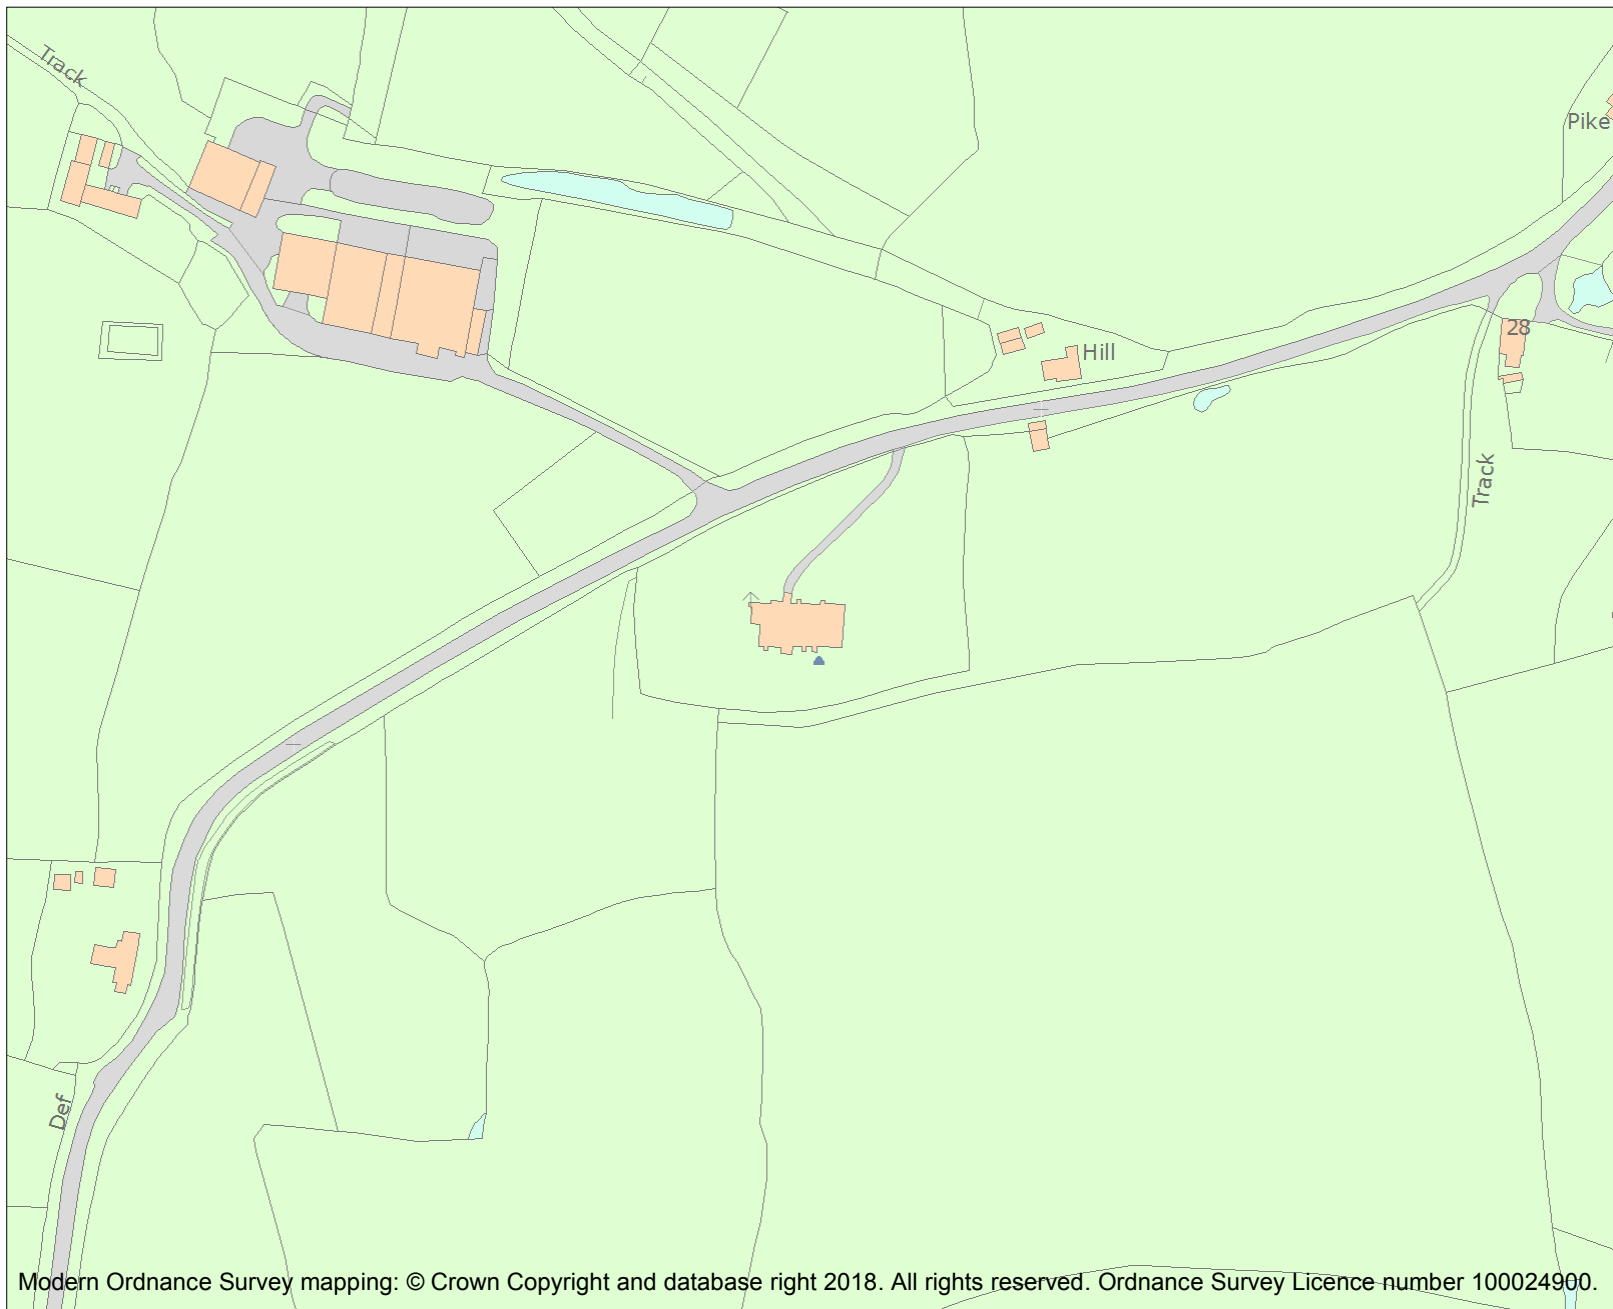 Track
Pike
28
Hill
Track
Def
Modern Ordnance Survey mapping: © Crown Copyright and database right 2018. All rights reserved. Ordnance Survey Licence number 100024900.